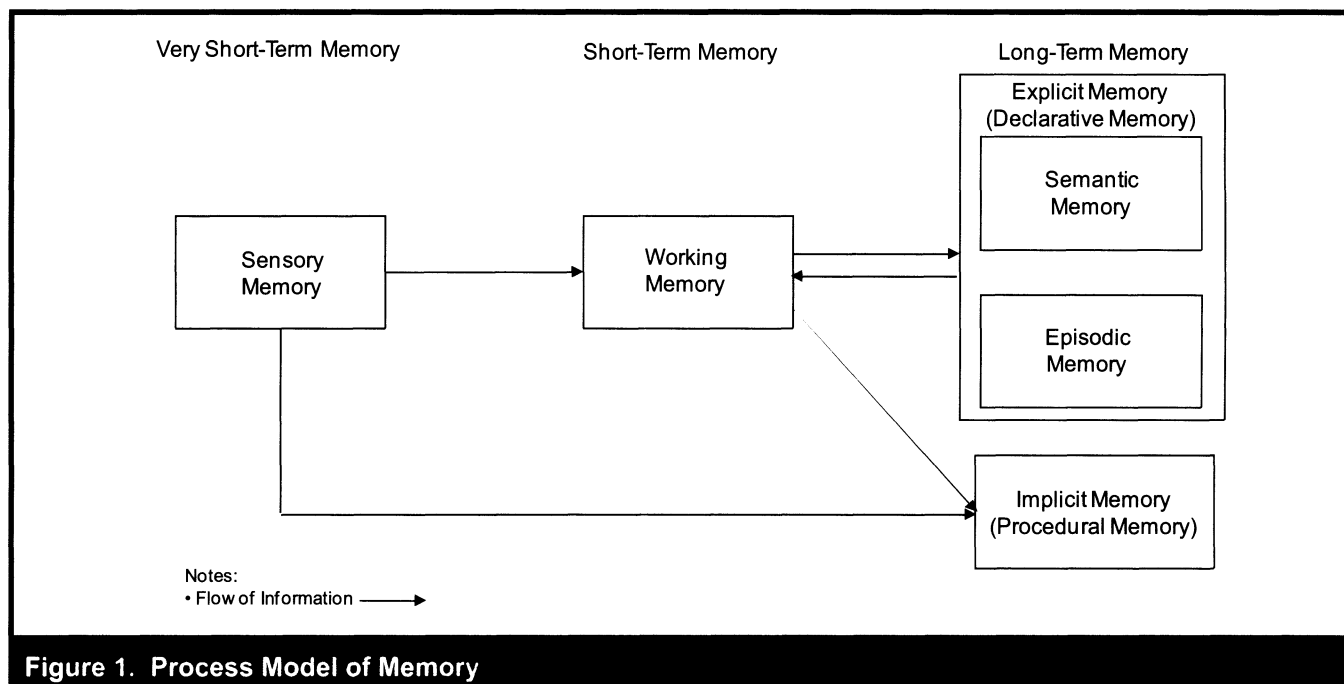 Very Short-Term Memory
Short-Term Memory
Long-Term Memory
Explicit Memory
(Declarative Memory)
Semantic
Memory
Sensory
Memory
Working
Memory
Episodic
Memory
Implicit Memory
(Procedural Memory)
Notes:
• Flow of Information
Figure 1. Process Model of Memory